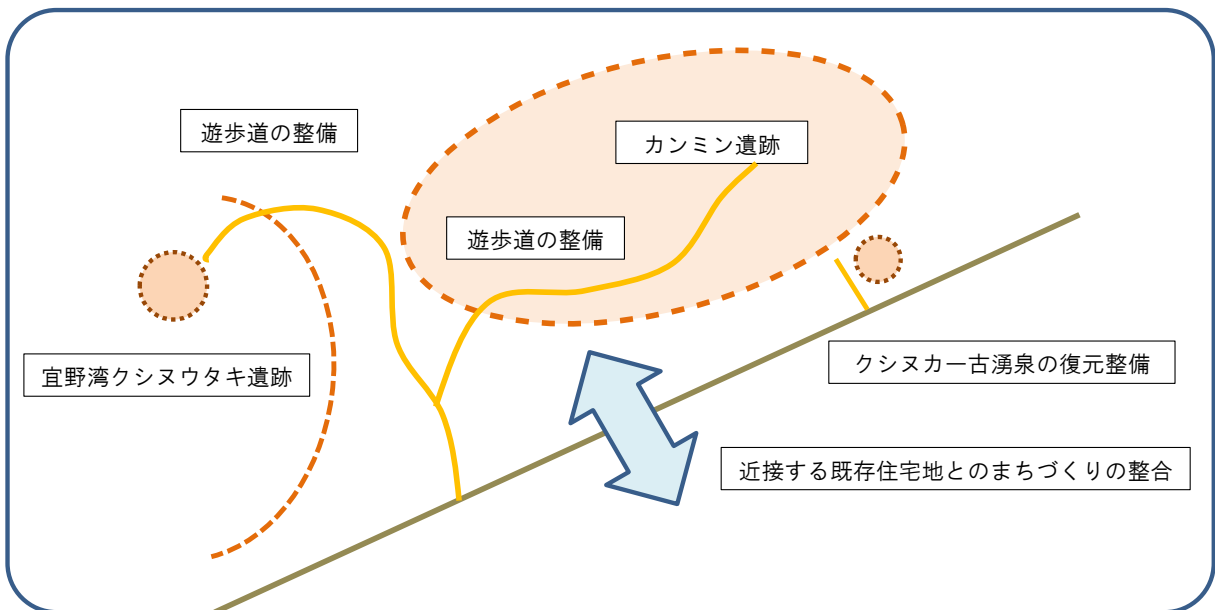 遊歩道の整備
カンミン遺跡
遊歩道の整備
宜野湾クシヌウタキ遺跡
クシヌカー古湧泉の復元整備
近接する既存住宅地とのまちづくりの整合